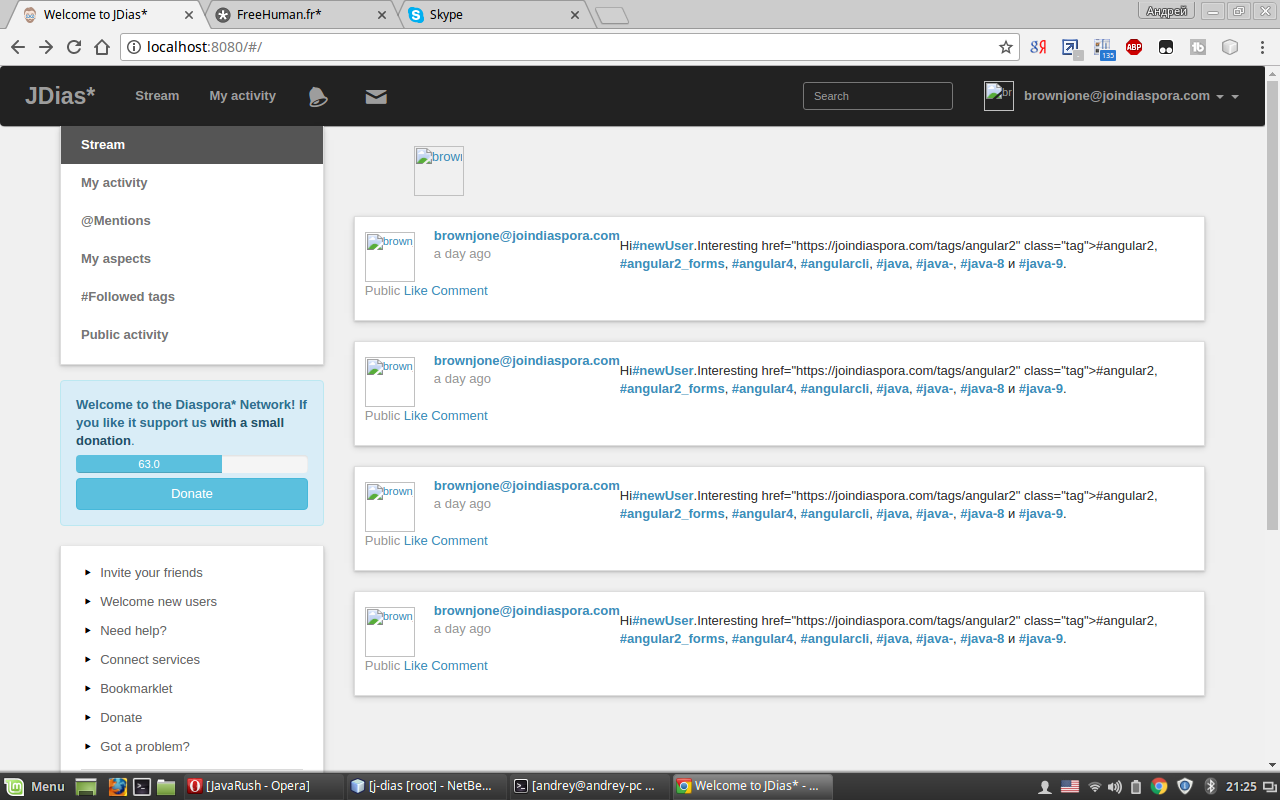 Welcome to JDias*
FreeHuman.fr*
Skype
Андрей
localhost:8080/#/
135
ABP
JDias*
Stream
My activity
Search
br
brownjone@joindiaspora.com
Stream
My activity
@Mentions
My aspects
#Followed tags
Public activity
Welcome to the Diaspora* Network! If
you like it support us with a small
donation.
63.0
Donate
Invite your friends
Welcome new users
Need help?
Connect services
Bookmarklet
Donate
Got a problem?
brown
brown
brownjone@joindiaspora.com
a day ago
Hi#newUser.Interesting href="https://joindiaspora.com/tags/angular2" class="tag">#angular2,
#angular2_forms, #angular4, #angularcli, #java, #java-, #java-8 и #java-9.
Public Like Comment
brown
brownjone@joindiaspora.com
a day ago
Hi#newUser.Interesting href="https://joindiaspora.com/tags/angular2" class="tag">#angular2,
#angular2_forms, #angular4, #angularcli, #java, #java-, #java-8 и #java-9.
Public Like Comment
brown
brownjone@joindiaspora.com
a day ago
Hi#newUser.Interesting href="https://joindiaspora.com/tags/angular2" class="tag">#angular2,
#angular2_forms, #angular4, #angularcli, #java, #java-, #java-8 и #java-9.
Public Like Comment
brown
brownjone@joindiaspora.com
a day ago
Hi#newUser.Interesting href="https://joindiaspora.com/tags/angular2" class="tag">#angular2,
#angular2_forms, #angular4, #angularcli, #java, #java-, #java-8 и #java-9.
Public Like Comment
Menu
[JavaRush - Opera]
[j-dias [root] - NetBe...
[andrey@andrey-pc ...
Welcome to JDias* - ...
21:25